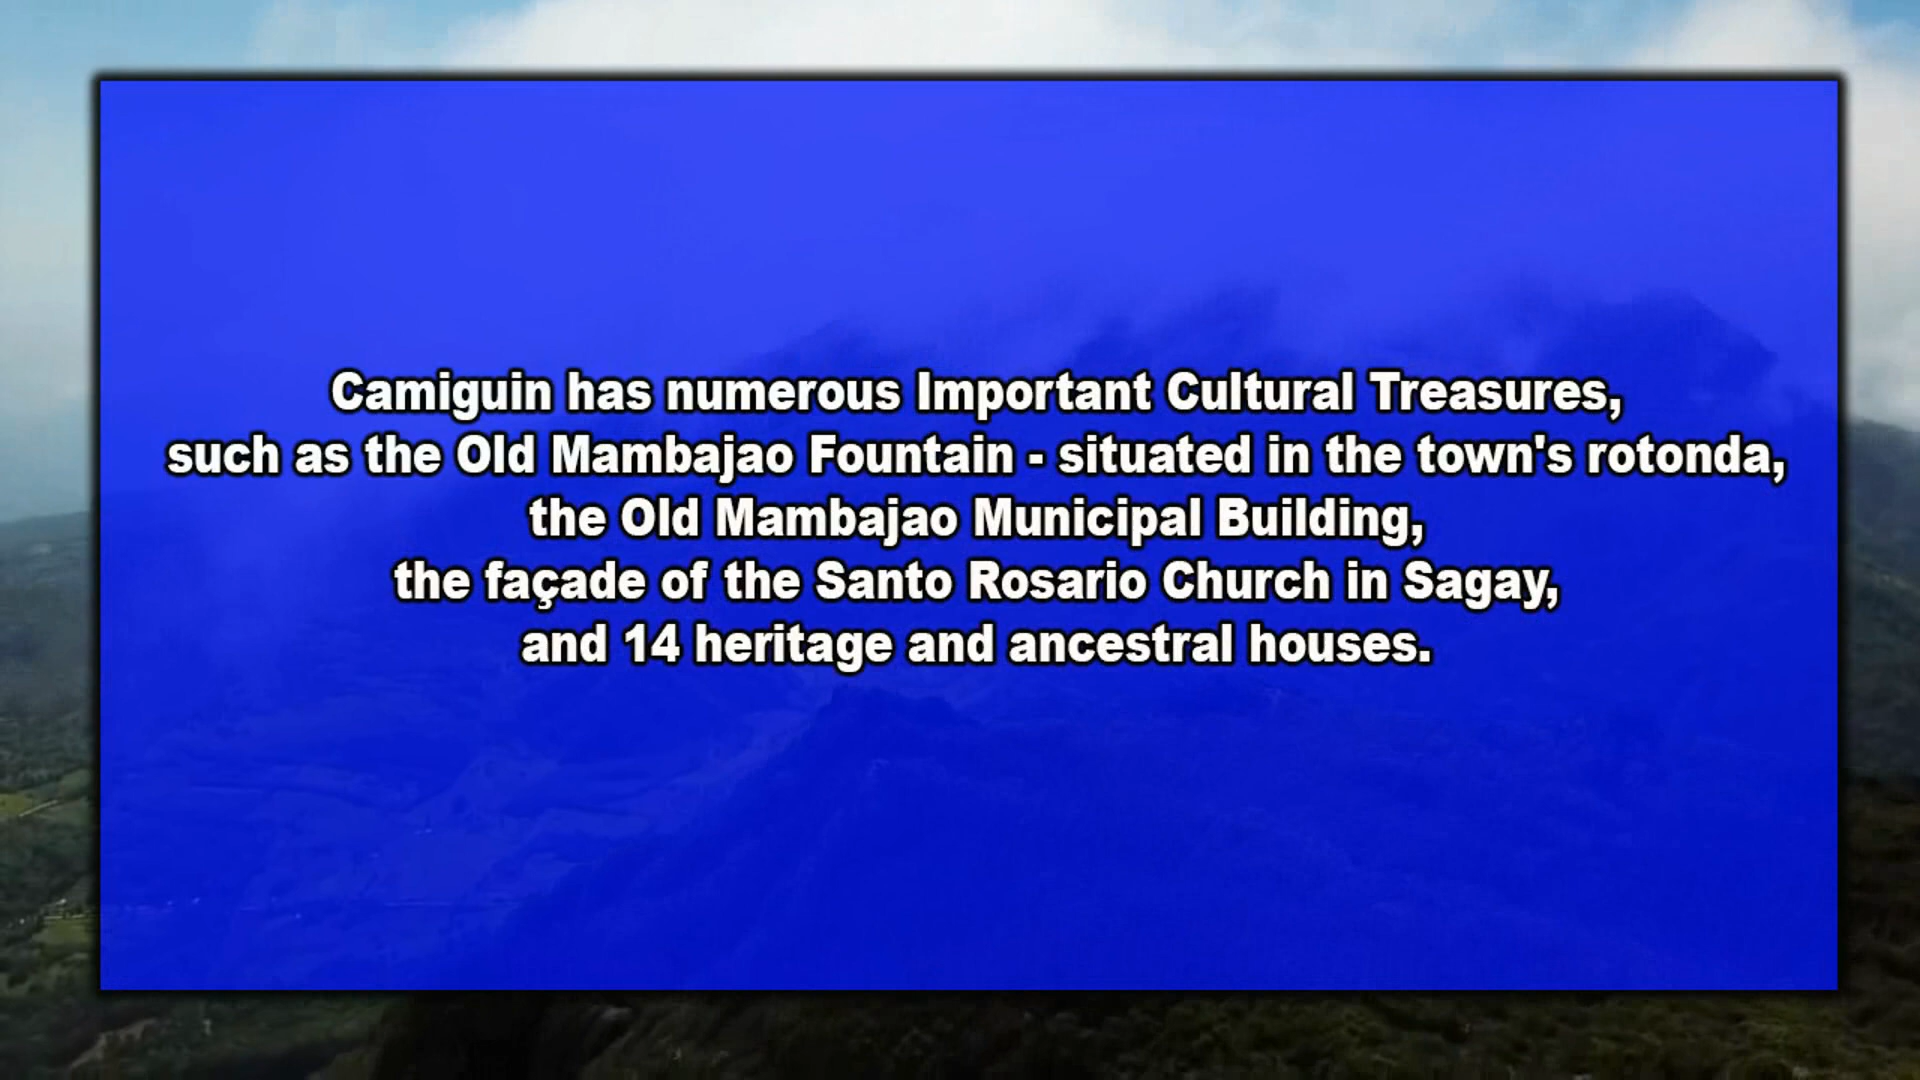 Camiguin has numerous Important Cultural Treasures,
such as the Old Mambajao Fountain - situated in the town's rotonda,
the Old Mambajao Municipal Building,
the façade of the Santo Rosario Church in Sagay,
and 14 heritage and ancestral houses.